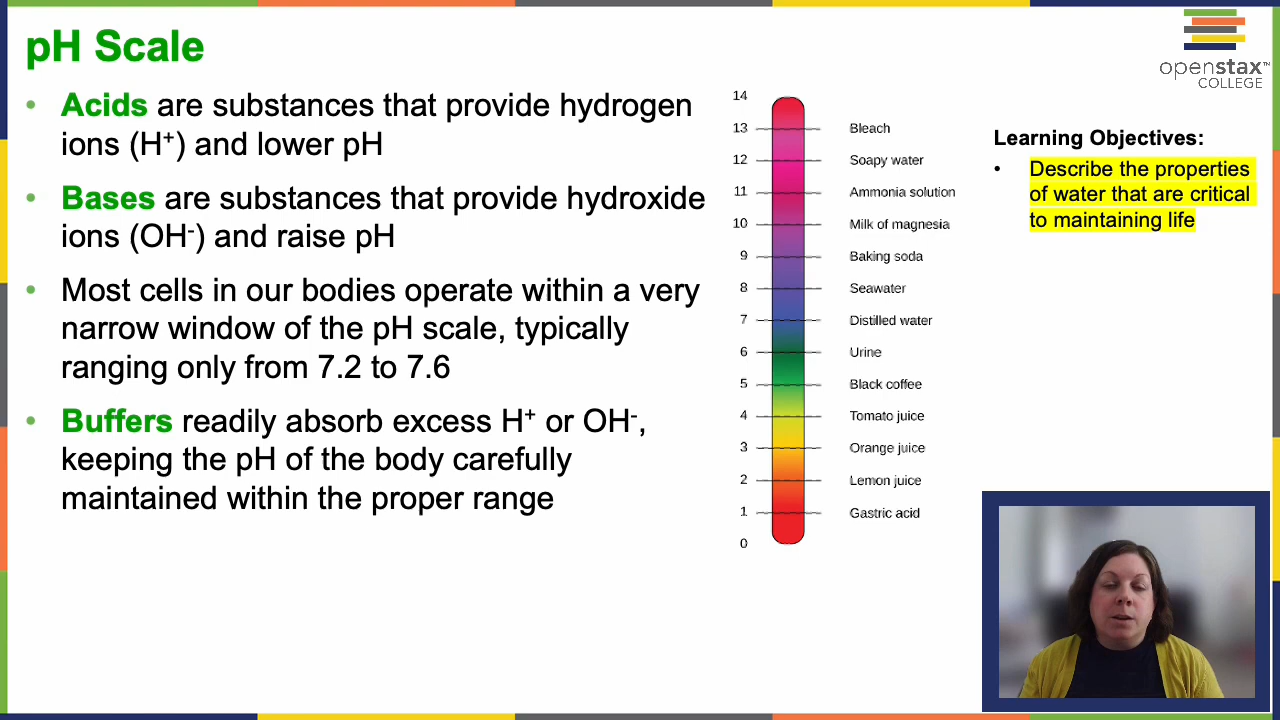 pH Scale
openstax™
COLLEGE
• Acids are substances that provide hydrogen
ions (H⁺) and lower pH
• Bases are substances that provide hydroxide
ions (OH⁻) and raise pH
• Most cells in our bodies operate within a very
narrow window of the pH scale, typically
ranging only from 7.2 to 7.6
• Buffers readily absorb excess H⁺ or OH⁻,
keeping the pH of the body carefully
maintained within the proper range
14
13 Bleach
12 Soapy water
11 Ammonia solution
10 Milk of magnesia
9 Baking soda
8 Seawater
7 Distilled water
6 Urine
5 Black coffee
4 Tomato juice
3 Orange juice
2 Lemon juice
1 Gastric acid
0
Learning Objectives:
• Describe the properties
of water that are critical
to maintaining life